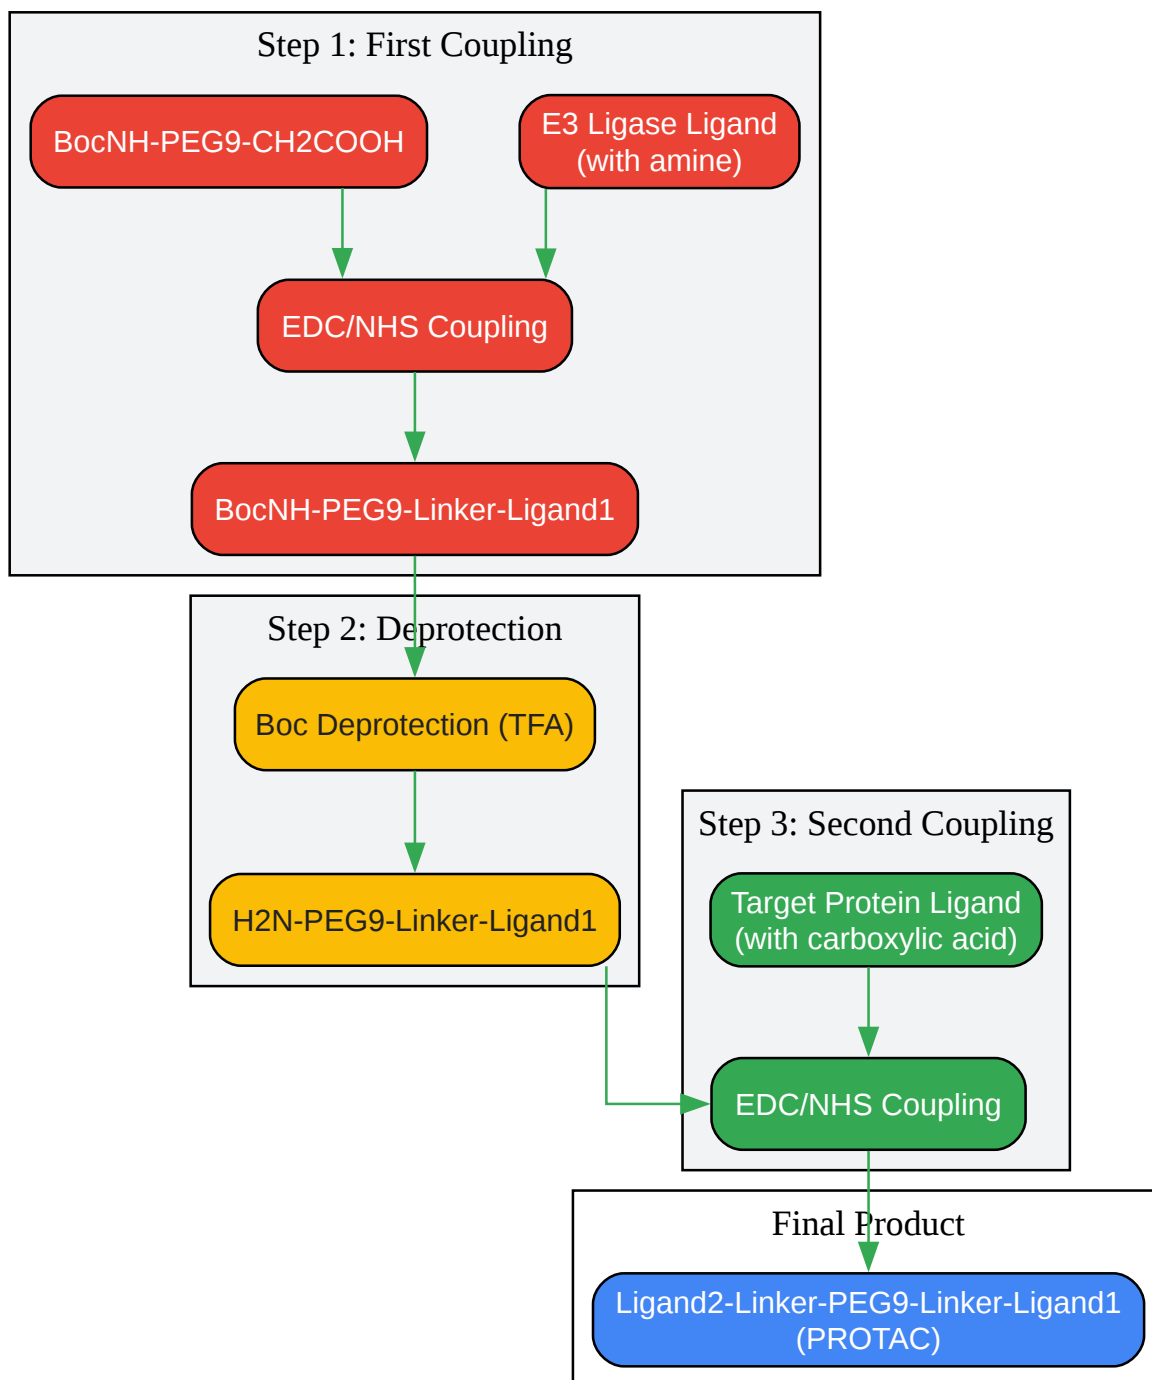 Step 1: First Coupling
BocNH-PEG9-CH2COOH
E3 Ligase Ligand
(with amine)
EDC/NHS Coupling
BocNH-PEG9-Linker-Ligand1
Step 2: Deprotection
Boc Deprotection (TFA)
H2N-PEG9-Linker-Ligand1
Step 3: Second Coupling
Target Protein Ligand
(with carboxylic acid)
EDC/NHS Coupling
Final Product
Ligand2-Linker-PEG9-Linker-Ligand1
(PROTAC)